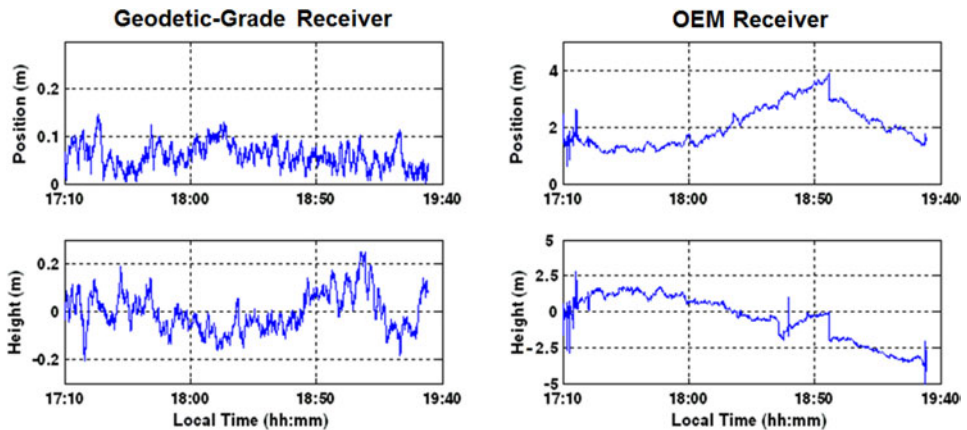 Geodetic-Grade Receiver
OEM Receiver
Position (m)
0.2
0.1
0
17:10 18:00 18:50 19:40
Position (m)
4
2
0
17:10 18:00 18:50 19:40
Height (m)
0.2
0
-0.2
17:10 18:00 18:50 19:40
Local Time (hh:mm)
Height (m)
5
2.5
0
-2.5
-5
17:10 18:00 18:50 19:40
Local Time (hh:mm)